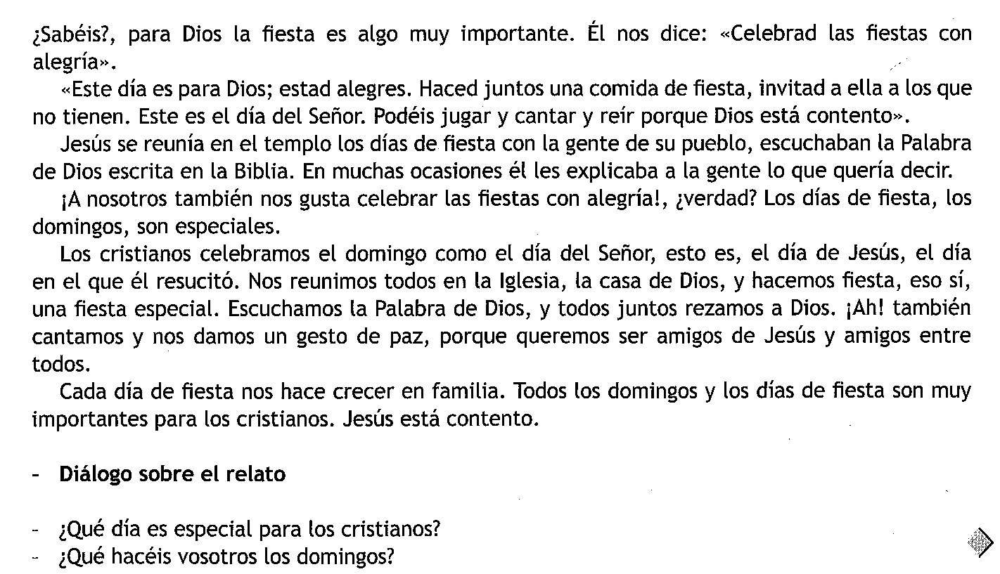 ¿Sabéis?, para Dios la fiesta es algo muy importante. Él nos dice: «Celebrad las fiestas con
alegría».
«Este día es para Dios; estad alegres. Haced juntos una comida de fiesta, invitad a ella a los que
no tienen. Este es el día del Señor. Podéis jugar y cantar y reír porque Dios está contento».
Jesús se reunía en el templo los días de fiesta con la gente de su pueblo, escuchaban la Palabra
de Dios escrita en la Biblia. En muchas ocasiones él les explicaba a la gente lo que quería decir.
¡A nosotros también nos gusta celebrar las fiestas con alegría!, ¿verdad? Los días de fiesta, los
domingos, son especiales.
Los cristianos celebramos el domingo como el día del Señor, esto es, el día de Jesús, el día
en el que él resucitó. Nos reunimos todos en la Iglesia, la casa de Dios, y hacemos fiesta, eso sí,
una fiesta especial. Escuchamos la Palabra de Dios, y todos juntos rezamos a Dios. ¡Ah! también
cantamos y nos damos un gesto de paz, porque queremos ser amigos de Jesús y amigos entre
todos.
Cada día de fiesta nos hace crecer en familia. Todos los domingos y los días de fiesta son muy
importantes para los cristianos. Jesús está contento.
- Diálogo sobre el relato
- ¿Qué día es especial para los cristianos?
- ¿Qué hacéis vosotros los domingos?